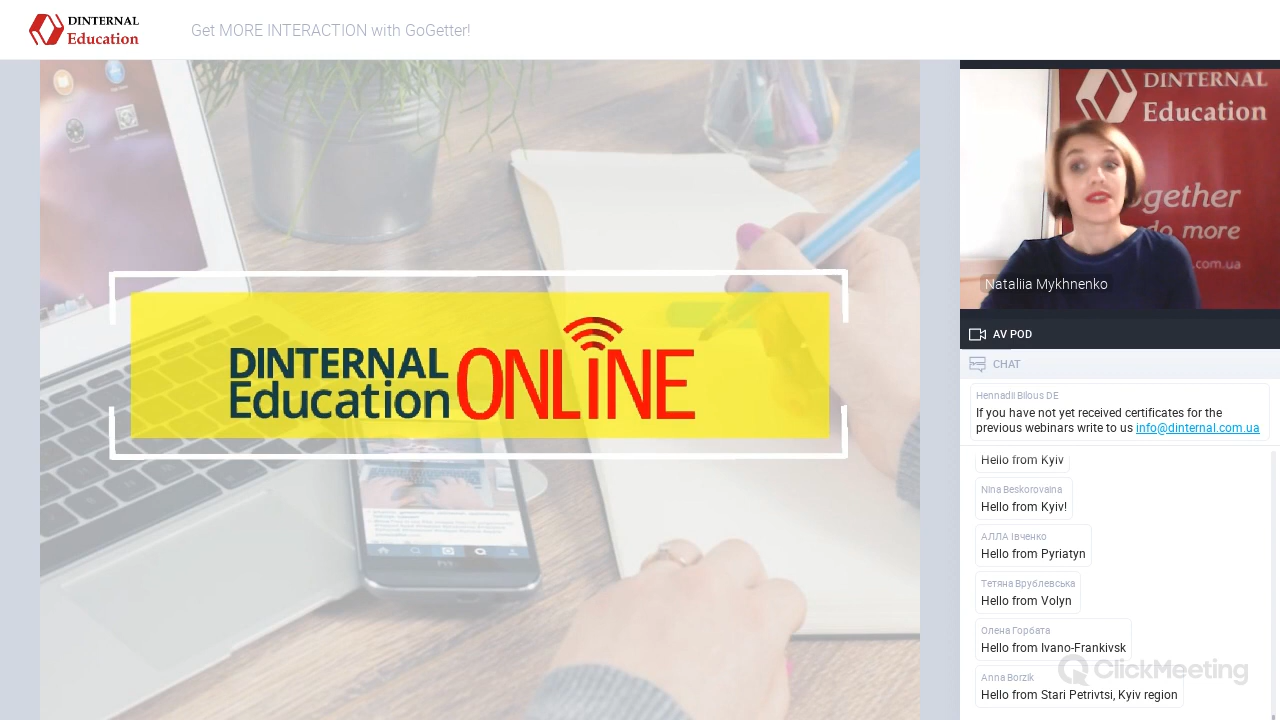 DINTERNAL
Education
Get MORE INTERACTION with GoGetter!
DINTERNAL
Education
ONLINE
DINTERNAL
Education
gether
do more
.com.ua
Nataliia Mykhnenko
AV POD
CHAT
Hennadii Bilous DE
If you have not yet received certificates for the
previous webinars write to us info@dinternal.com.ua
Hello from Kyiv
Nina Beskorovaina
Hello from Kyiv!
АЛЛА Івченко
Hello from Pyriatyn
Тетяна Врублевська
Hello from Volyn
Олена Горбата
Hello from Ivano-Frankivsk
Anna Borzik
Hello from Stari Petrivtsi, Kyiv region
ClickMeeting